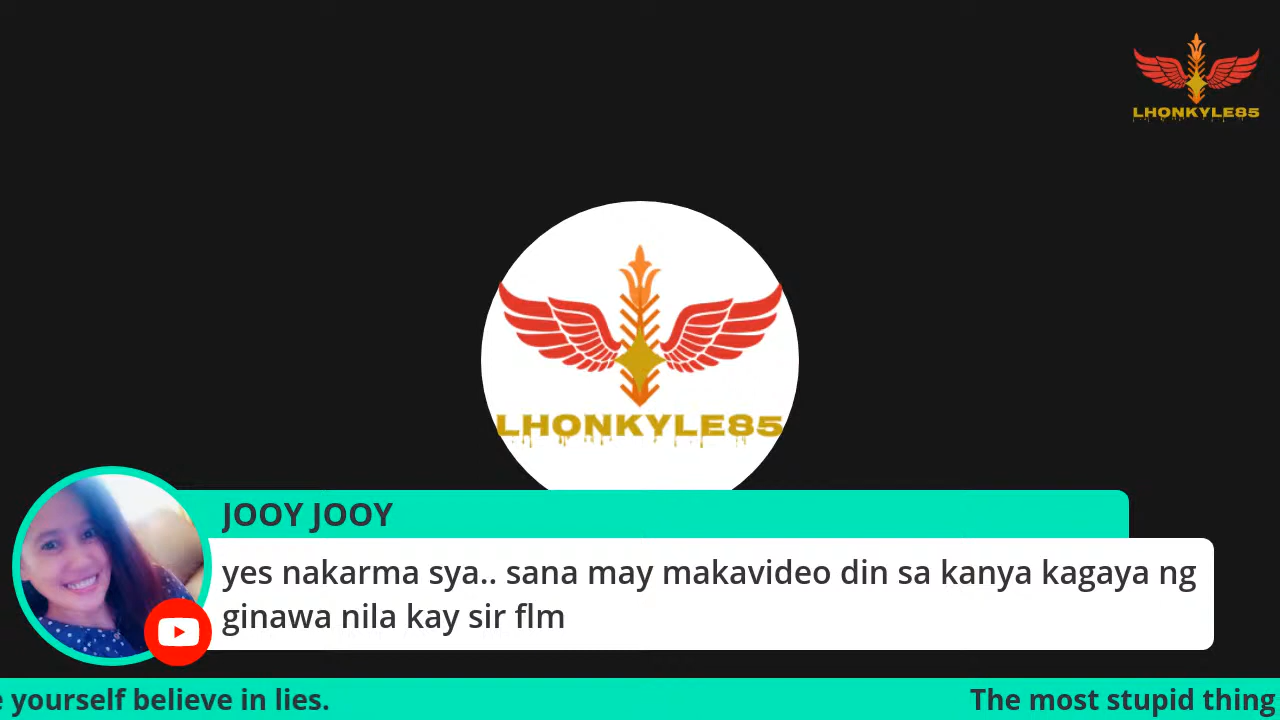 LHONKYLE85
LHONKYLE85
JOOY JOOY
yes nakarma sya.. sana may makavideo din sa kanya kagaya ng
ginawa nila kay sir flm
yourself believe in lies. The most stupid thing